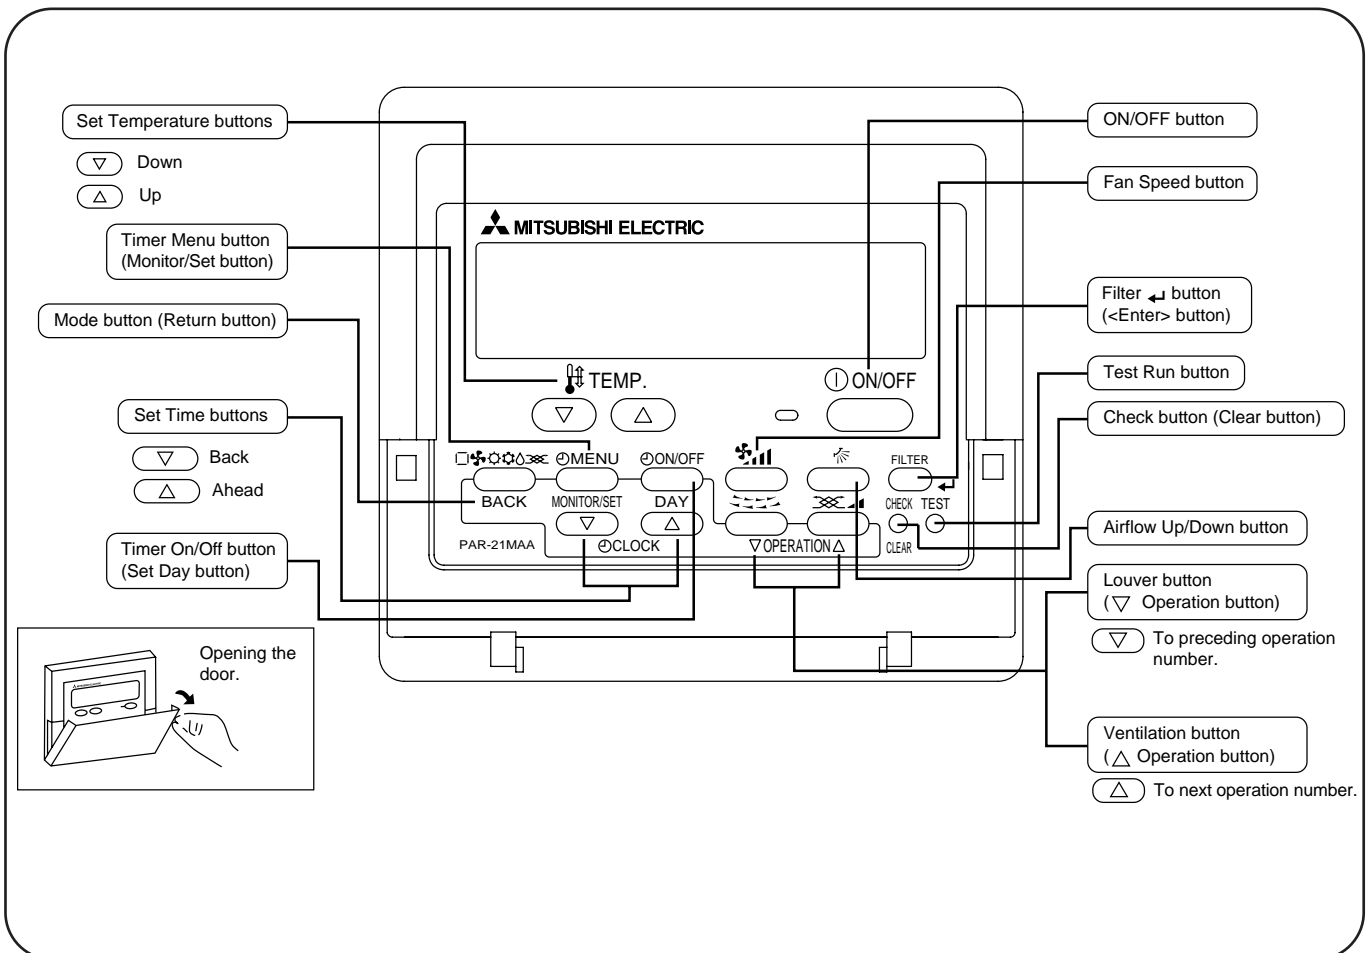 Set Temperature buttons
▽ Down
△ Up
Timer Menu button
(Monitor/Set button)
Mode button (Return button)
Set Time buttons
▽ Back
△ Ahead
Timer On/Off button
(Set Day button)
Opening the
door.
MITSUBISHI ELECTRIC
TEMP.
ON/OFF
▽ △
MENU ON/OFF FILTER
BACK MONITOR/SET DAY CHECK TEST
▽ △
PAR-21MAA CLOCK ▽ OPERATION △ CLEAR
ON/OFF button
Fan Speed button
Filter ↵ button
(<Enter> button)
Test Run button
Check button (Clear button)
Airflow Up/Down button
Louver button
(▽ Operation button)
▽ To preceding operation
number.
Ventilation button
(△ Operation button)
△ To next operation number.